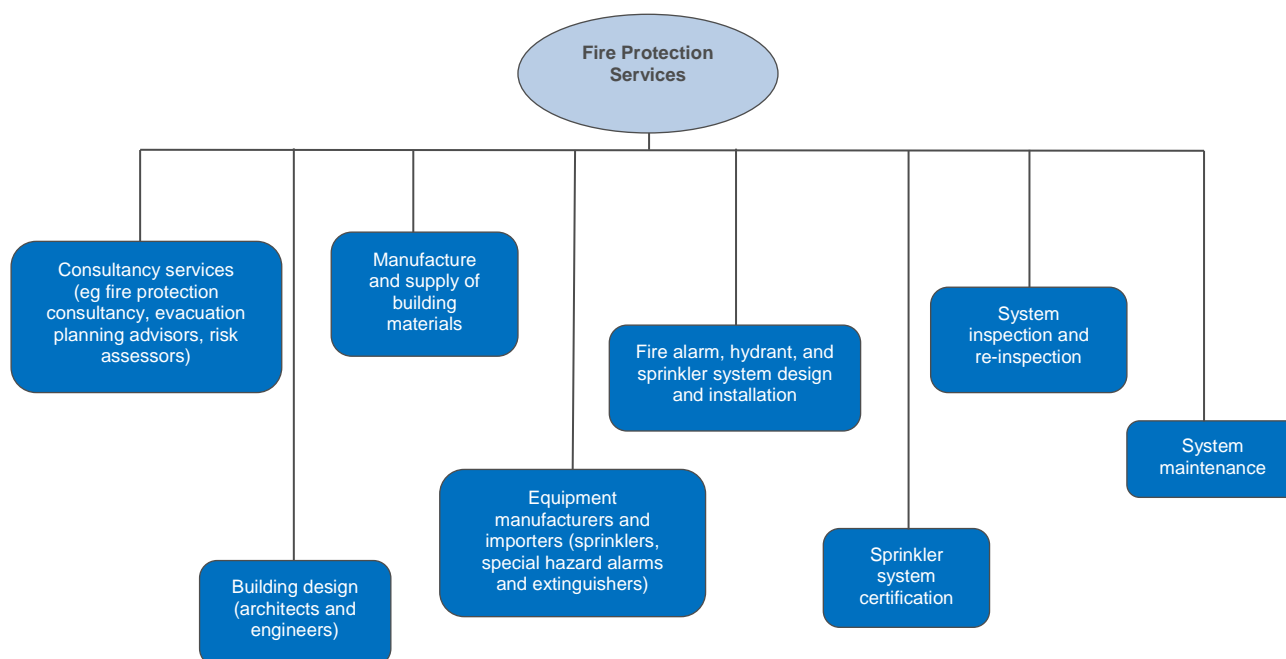 Fire Protection
Services
Consultancy services
(eg fire protection
consultancy, evacuation
planning advisors, risk
assessors)
Building design
(architects and
engineers)
Manufacture
and supply of
building
materials
Equipment
manufacturers and
importers (sprinklers,
special hazard alarms
and extinguishers)
Fire alarm, hydrant, and
sprinkler system design
and installation
Sprinkler
system
certification
System
inspection and
re-inspection
System
maintenance